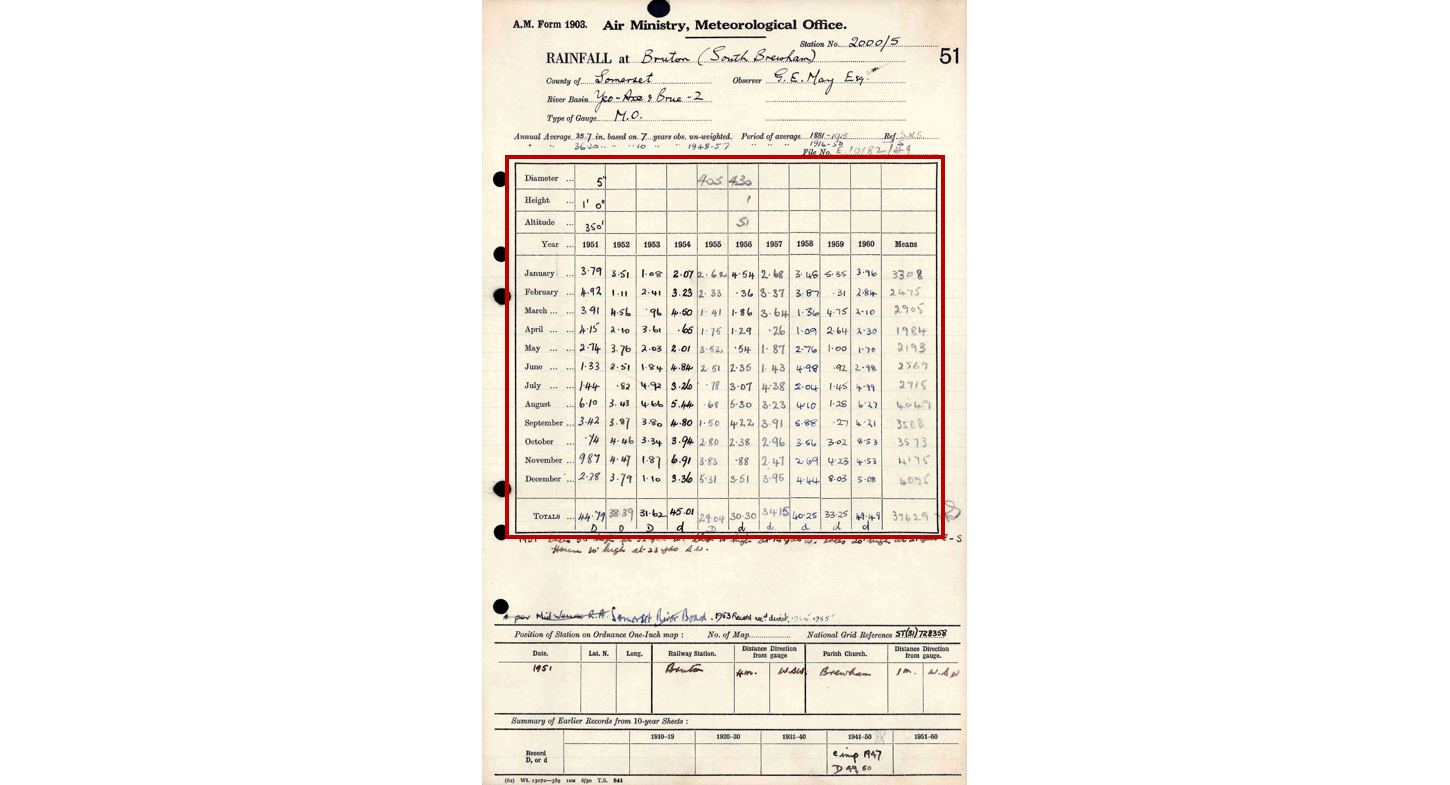 A.M. Form 1903. Air Ministry, Meteorological Office.
Station No. 2000/5
51
RAINFALL at Bruton (South Brewham)
County of Somerset Observer G. E. May Esq
River Basin Yeo-Axe & Brue - 2
Type of Gauge M.O.
Annual Average 35.7 in. based on 7 years obs. un-weighted. Period of average 1881-1915 Ref. S.W.S.
36.20 " " 10 " " 1948-57 " " " 1916-50
File No. E 10182/49
Diameter ... 5" 405 430
Height ... 1' 0" 1
Altitude ... 350' 51
Year ... 1951 1952 1953 1954 1955 1956 1957 1958 1959 1960 Means
January ... 3.79 3.51 1.08 2.07 2.62 4.54 2.68 3.48 5.35 3.96 3308
February ... 4.92 1.11 2.41 3.23 2.33 .36 3.37 3.87 .31 2.84 2475
March ... 3.91 4.56 .96 4.50 1.41 1.86 3.64 1.36 4.75 2.10 2905
April ... 4.15 2.10 3.61 .65 1.75 1.29 .26 1.09 2.64 2.30 1984
May ... 2.74 3.76 2.03 2.01 3.52 .54 1.87 2.76 1.00 1.70 2193
June ... 1.33 2.51 1.84 4.84 2.51 2.35 1.43 4.98 .92 2.98 2569
July ... 1.44 .82 4.92 3.26 .78 3.07 4.38 2.04 1.45 4.99 2715
August ... 6.10 3.43 4.66 5.44 .68 5.30 3.23 4.10 1.28 6.27 4049
September ... 3.42 3.87 3.80 4.80 1.50 4.22 3.91 5.88 .27 4.21 3588
October ... .74 4.46 3.34 3.94 2.80 2.38 2.96 3.56 3.02 8.53 3573
November ... 9.87 4.47 1.87 6.91 3.83 .88 2.47 2.69 4.23 4.53 4175
December ... 2.38 3.79 1.10 3.36 5.31 3.51 3.95 4.44 8.03 5.08 4095
TOTALS ... 44.79 38.39 31.62 45.01 29.04 30.30 34.15 40.25 33.25 49.49 37629
D D D d D d d. d d d
House 30' high at 23 yds S.W.
As per Mid Wessex R.A. Somerset River Board. 1953 Record rec'd direct, 1954 1955
Position of Station on Ordnance One-Inch map : No. of Map National Grid Reference ST(31)728358
Date. Lat. N. Long. Railway Station. Distance Direction from gauge Parish Church. Distance Direction from gauge.
1951 Bruton 4m. W.S.W. Brewham 1m. W.S.W
Summary of Earlier Records from 10-year Sheets :
1910-19 1920-30 1931-40 1941-50 1951-60
Record D, or d
d imp 1947
D 49, 50
(62) Wt. 13072-389 10M 6/50 T.S. 841